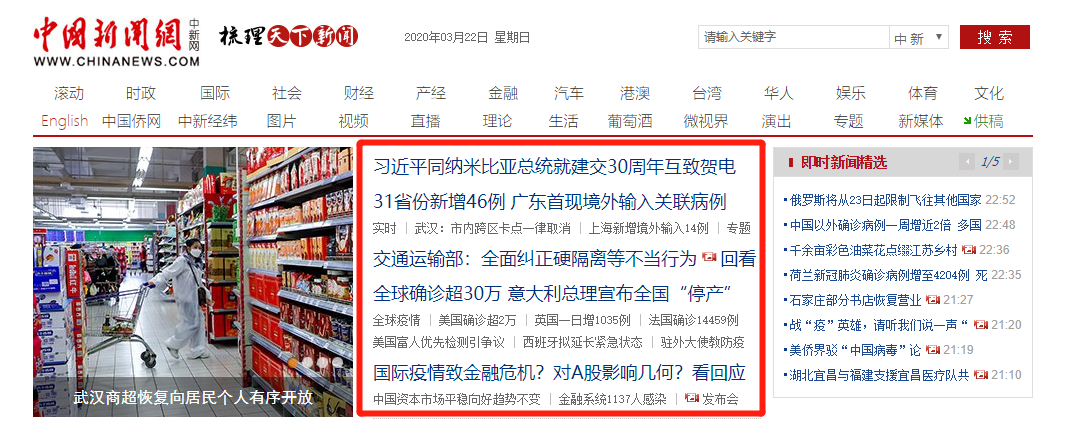 中国新闻網 中新网 梳理天下新闻 2020年03月22日 星期日 请输入关键字 中新 ▼ 搜 索
WWW.CHINANEWS.COM
滚动 时政 国际 社会 财经 产经 金融 汽车 港澳 台湾 华人 娱乐 体育 文化
English 中国侨网 中新经纬 图片 视频 直播 理论 生活 葡萄酒 微视界 演出 专题 新媒体 供稿
武汉商超恢复向居民个人有序开放
习近平同纳米比亚总统就建交30周年互致贺电
31省份新增46例 广东首现境外输入关联病例
实时 | 武汉：市内跨区卡点一律取消 | 上海新增境外输入14例 | 专题
交通运输部：全面纠正硬隔离等不当行为 回看
全球确诊超30万 意大利总理宣布全国“停产”
全球疫情 | 美国确诊超2万 | 英国一日增1035例 | 法国确诊14459例
美国富人优先检测引争议 | 西班牙拟延长紧急状态 | 驻外大使教防疫
国际疫情致金融危机？对A股影响几何？看回应
中国资本市场平稳向好趋势不变 | 金融系统1137人感染 | 发布会
即时新闻精选 1/5
俄罗斯将从23日起限制飞往其他国家 22:52
中国以外确诊病例一周增近2倍 多国 22:48
千余亩彩色油菜花点缀江苏乡村 22:36
荷兰新冠肺炎确诊病例增至4204例 死 22:35
石家庄部分书店恢复营业 21:27
战“疫”英雄，请听我们说一声“ 21:20
美侨界驳“中国病毒”论 21:19
湖北宜昌与福建支援宜昌医疗队共 21:10